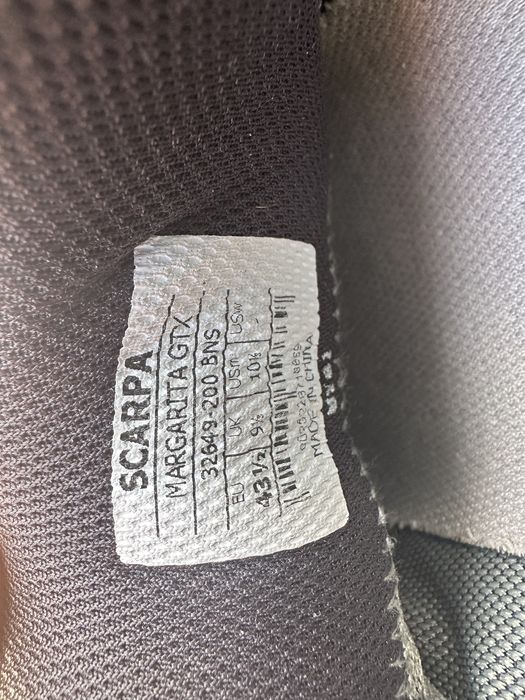 SCARPA
MARGARITA GTX
32649-200 BNS
EU UK USm USw
43 1/2 9½ 10½ -
MADE IN CHINA